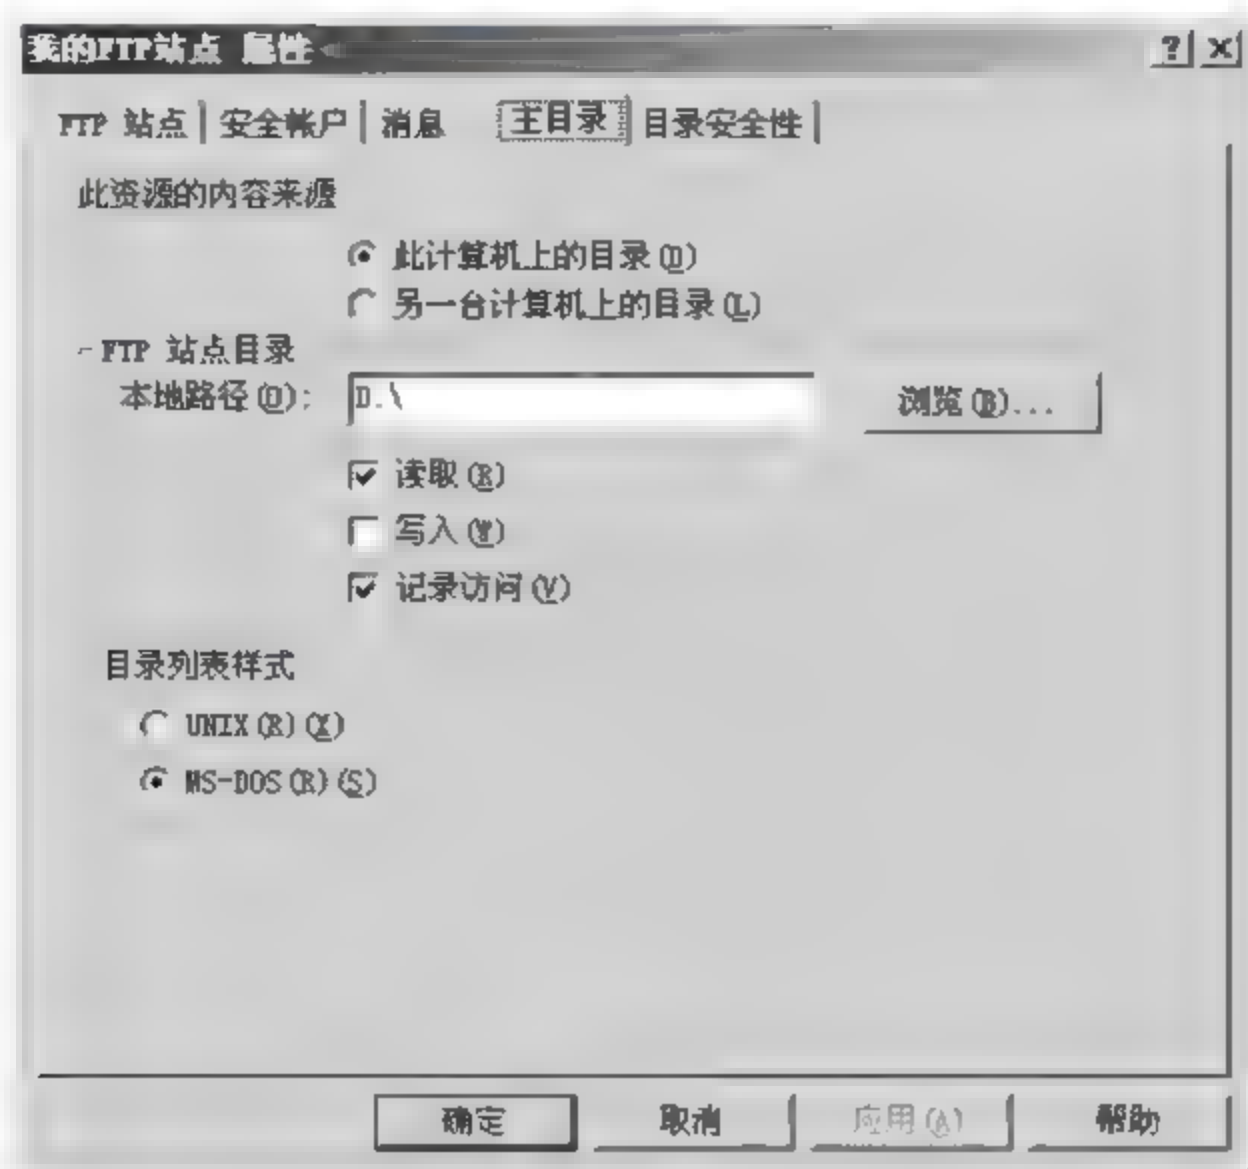 我的FTP站点 属性 ? ×
FTP 站点 安全帐户 消息 主目录 目录安全性
此资源的内容来源
此计算机上的目录(D)
另一台计算机上的目录(L)
FTP 站点目录
本地路径(O):
D:\
浏览(B)...
读取(R)
写入(W)
记录访问(V)
目录列表样式
UNIX(R)(X)
MS-DOS(R)(S)
确定 取消 应用(A) 帮助